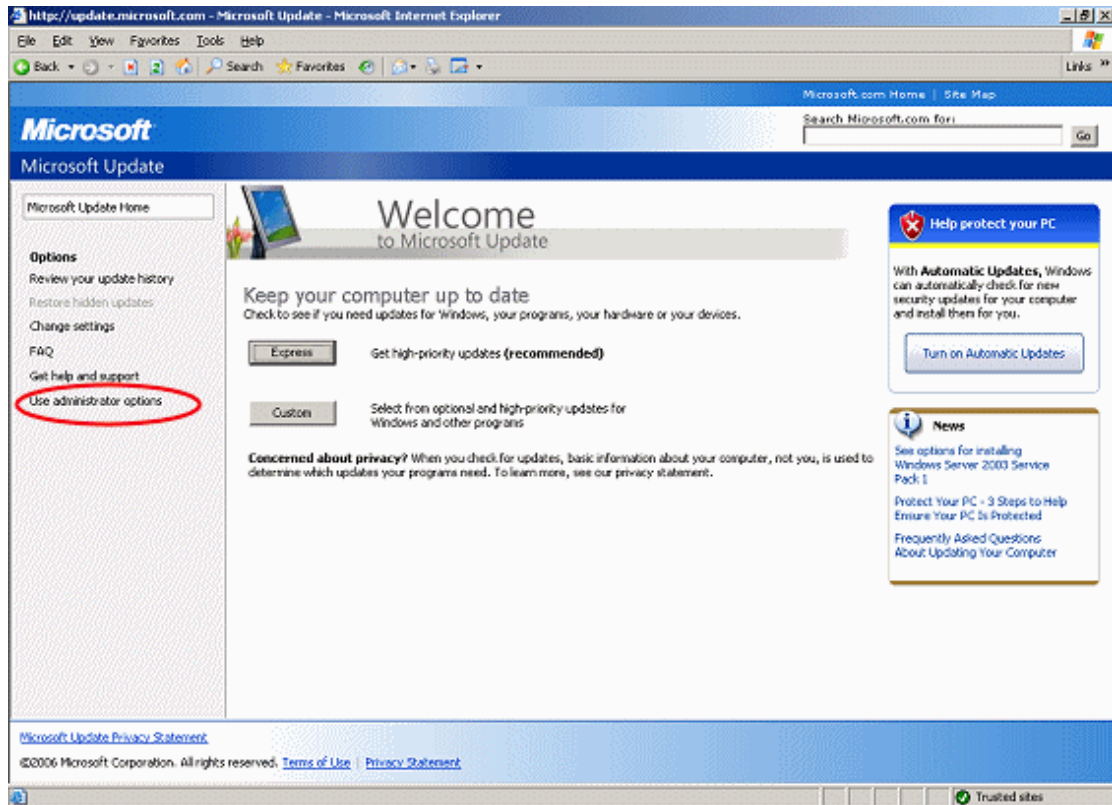 http://update.microsoft.com - Microsoft Update - Microsoft Internet Explorer
File Edit View Favorites Tools Help
Back Search Favorites Links »
Microsoft.com Home | Site Map
Microsoft
Search Microsoft.com for:
Go
Microsoft Update
Microsoft Update Home
Options
Review your update history
Restore hidden updates
Change settings
FAQ
Get help and support
Use administrator options
Welcome
to Microsoft Update
Keep your computer up to date
Check to see if you need updates for Windows, your programs, your hardware or your devices.
Express Get high-priority updates (recommended)
Custom Select from optional and high-priority updates for
Windows and other programs
Concerned about privacy? When you check for updates, basic information about your computer, not you, is used to
determine which updates your programs need. To learn more, see our privacy statement.
Help protect your PC
With Automatic Updates, Windows
can automatically check for new
security updates for your computer
and install them for you.
Turn on Automatic Updates
News
See options for installing
Windows Server 2003 Service
Pack 1
Protect Your PC - 3 Steps to Help
Ensure Your PC Is Protected
Frequently Asked Questions
About Updating Your Computer
Microsoft Update Privacy Statement
©2006 Microsoft Corporation. All rights reserved. Terms of Use | Privacy Statement
Trusted sites